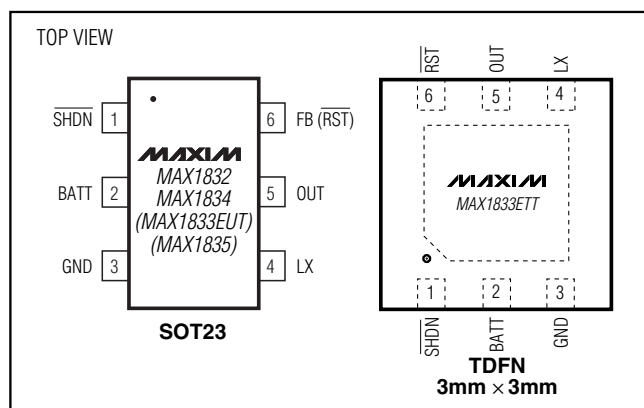 TOP VIEW
SHDN 1
BATT 2
GND 3
MAXIM
MAX1832
MAX1834
(MAX1833EUT)
(MAX1835)
6 FB (RST)
5 OUT
4 LX
SOT23
RST OUT LX
6 5 4
MAXIM
MAX1833ETT
1 2 3
SHDN BATT GND
TDFN
3mm × 3mm